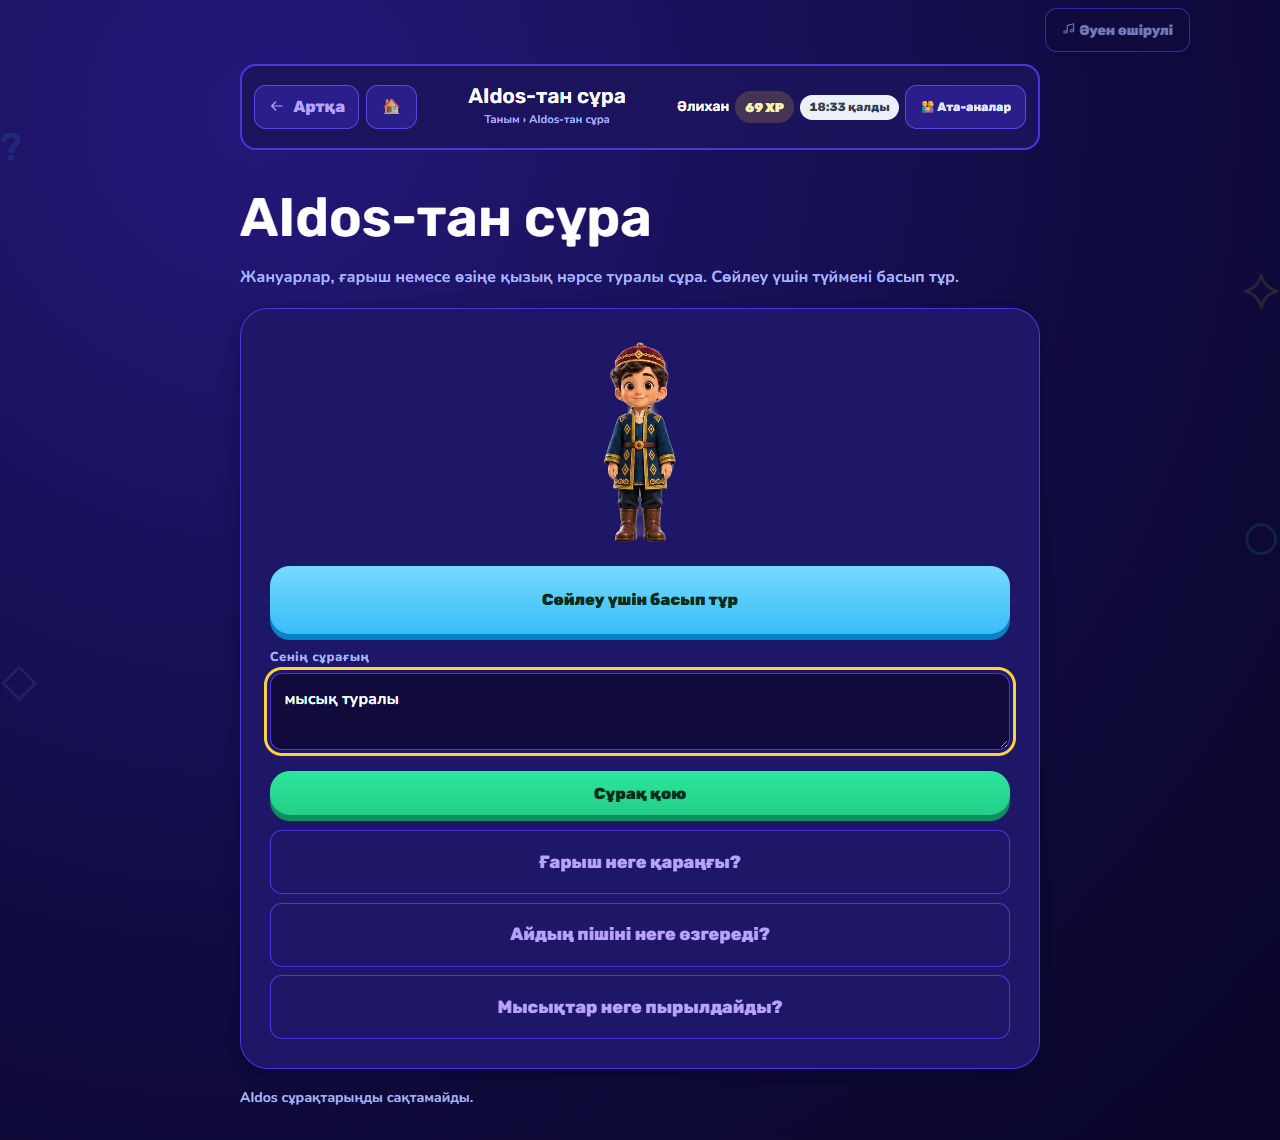 Әуен өшірулі
Артқа
Aldos-тан сұра
Таным › Aldos-тан сұра
Әлихан
69 XP
18:33 қалды
Ата-аналар
Aldos-тан сұра
Жануарлар, ғарыш немесе өзіңе қызық нәрсе туралы сұра. Сөйлеу үшін түймені басып тұр.
Сөйлеу үшін басып тұр
Сенің сұрағың
мысық туралы
Сұрақ қою
Ғарыш неге қараңғы?
Айдың пішіні неге өзгереді?
Мысықтар неге пырылдайды?
Aldos сұрақтарыңды сақтамайды.